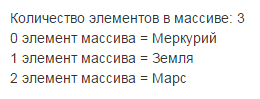 Количество элементов в массиве: 3
0 элемент массива = Меркурий
1 элемент массива = Земля
2 элемент массива = Марс